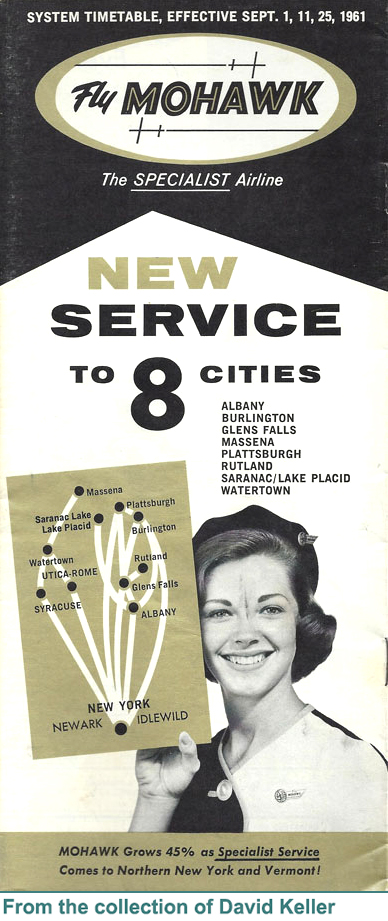 SYSTEM TIMETABLE, EFFECTIVE SEPT. 1, 11, 25, 1961
Fly MOHAWK
The SPECIALIST Airline
NEW
SERVICE
TO 8 CITIES
ALBANY
BURLINGTON
GLENS FALLS
MASSENA
PLATTSBURGH
RUTLAND
SARANAC/LAKE PLACID
WATERTOWN
Massena
Plattsburgh
Saranac Lake
Lake Placid
Burlington
Watertown
Rutland
UTICA-ROME
Glens Falls
SYRACUSE
ALBANY
NEW YORK
NEWARK IDLEWILD
MOHAWK Grows 45% as Specialist Service
Comes to Northern New York and Vermont!
From the collection of David Keller